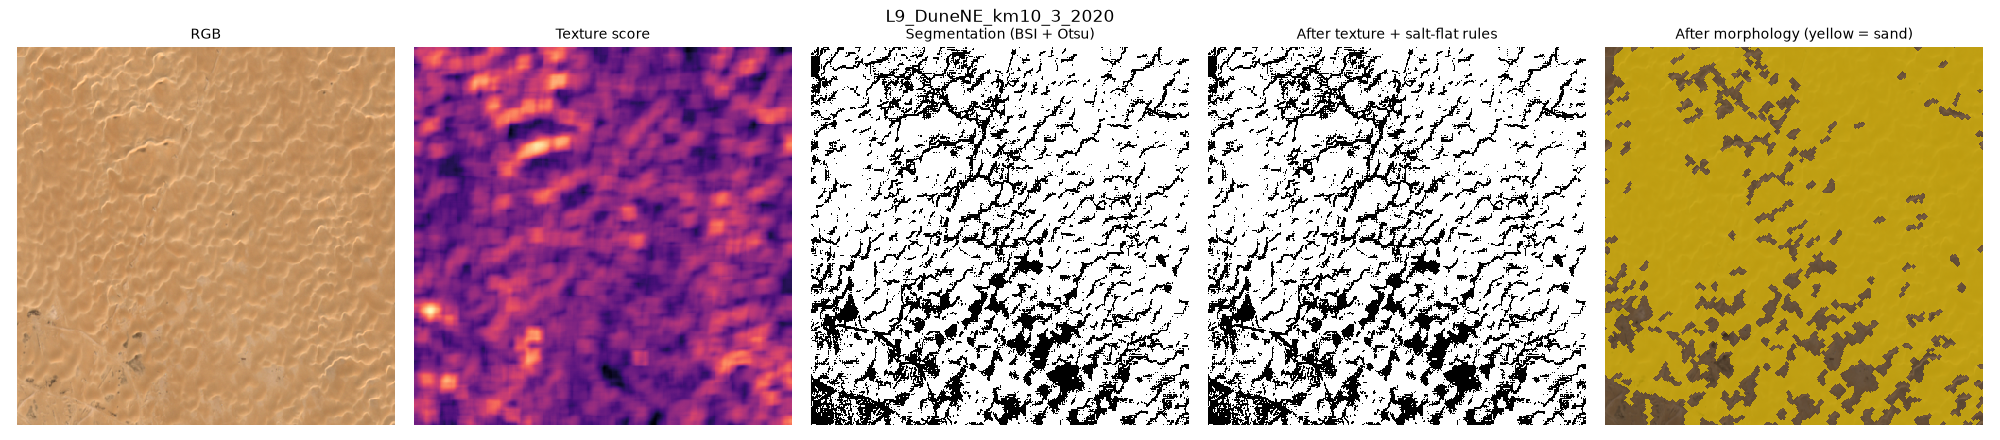 L9_DuneNE_km10_3_2020
RGB
Texture score
Segmentation (BSI + Otsu)
After texture + salt-flat rules
After morphology (yellow = sand)